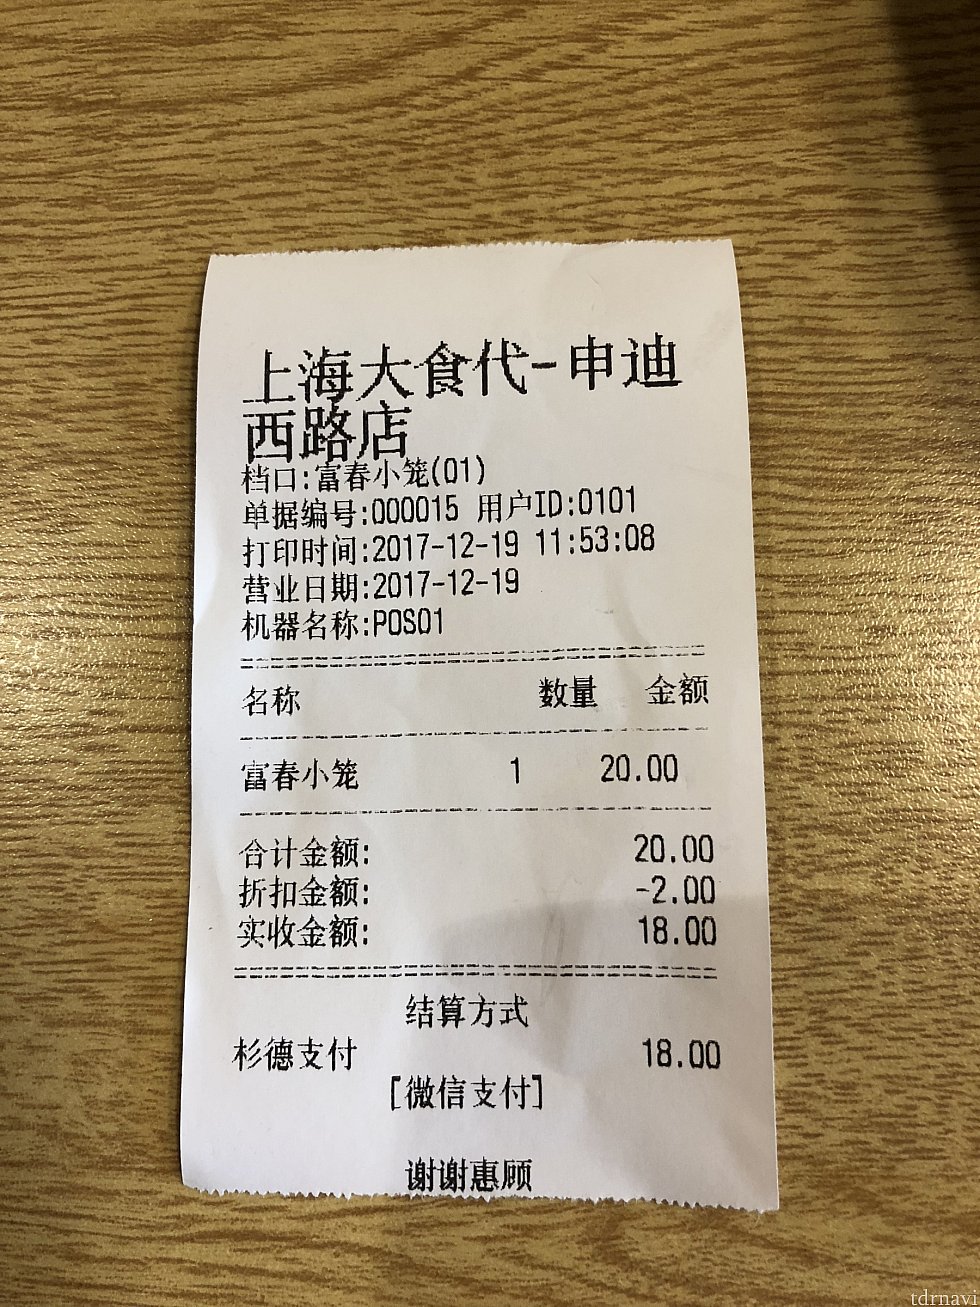 上海大食代-申迪
西路店
档口:富春小笼(01)
单据编号:000015 用户ID:0101
打印时间:2017-12-19 11:53:08
营业日期:2017-12-19
机器名称:POS01
名称 数量 金额
富春小笼 1 20.00
合计金额: 20.00
折扣金额: -2.00
实收金额: 18.00
结算方式
杉德支付 18.00
[微信支付]
谢谢惠顾
tdrnavi